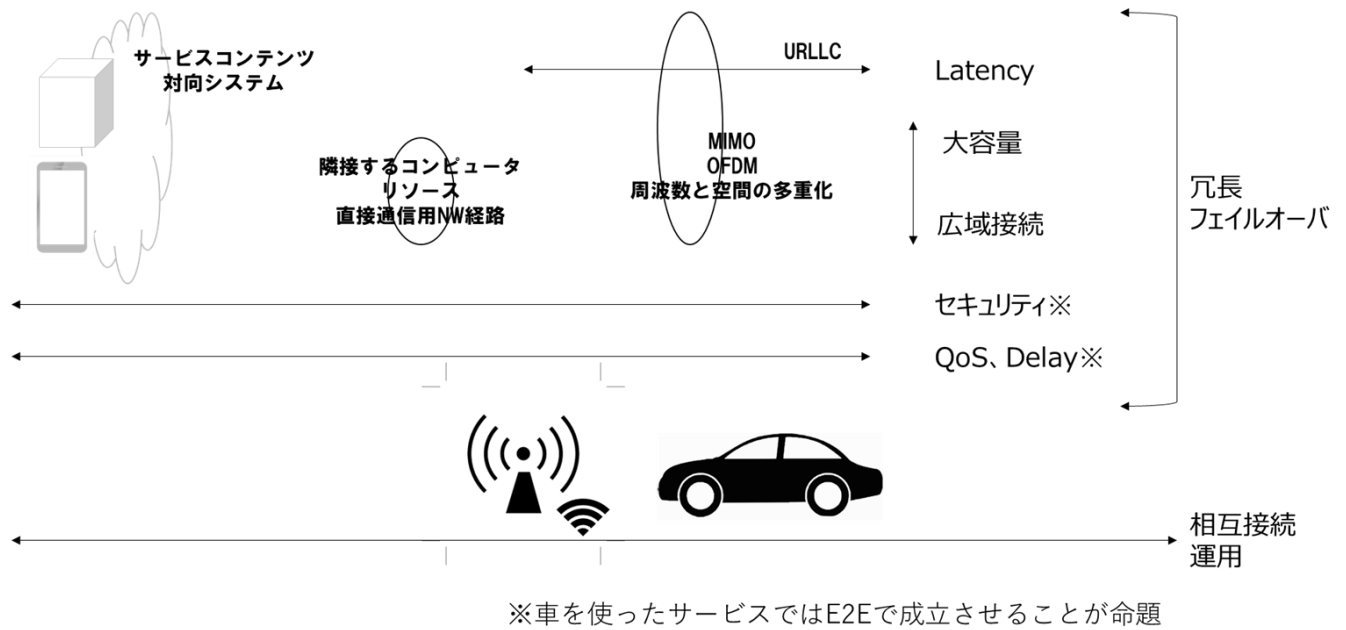 サービスコンテンツ
対向システム
URLLC
Latency
MIMO
OFDM
周波数と空間の多重化
大容量
隣接するコンピュータ
リソース
直接通信用NW経路
広域接続
冗長
フェイルオーバ
セキュリティ※
QoS、Delay※
相互接続
運用
※車を使ったサービスではE2Eで成立させることが命題